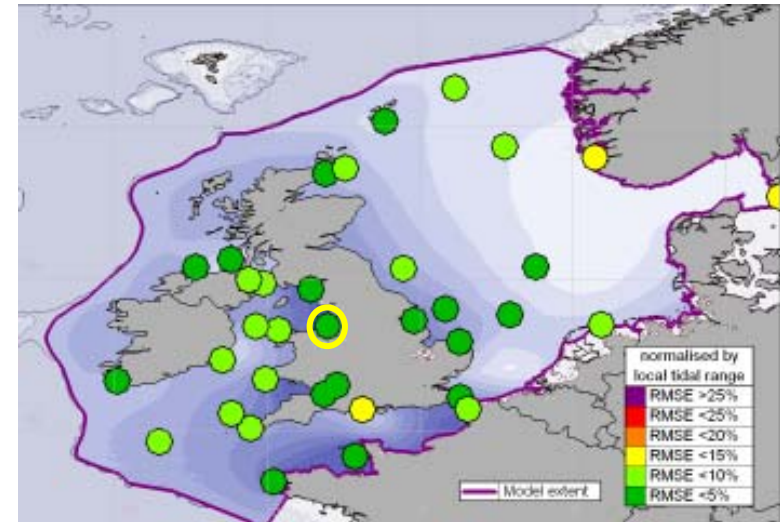 normalised by
local tidal range
RMSE >25%
RMSE <25%
RMSE <20%
RMSE <15%
RMSE <10%
RMSE <5%
Model extent